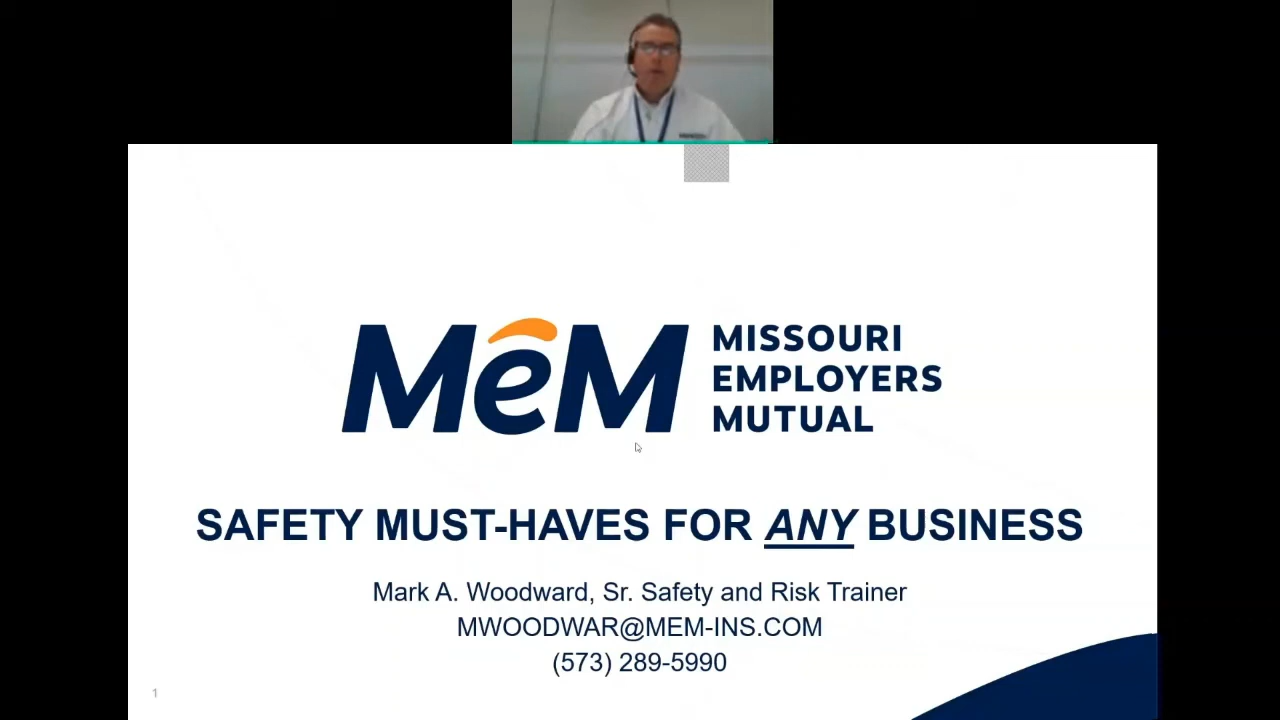 MeM
MISSOURI
EMPLOYERS
MUTUAL
SAFETY MUST-HAVES FOR ANY BUSINESS
Mark A. Woodward, Sr. Safety and Risk Trainer
MWOODWAR@MEM-INS.COM
(573) 289-5990
1